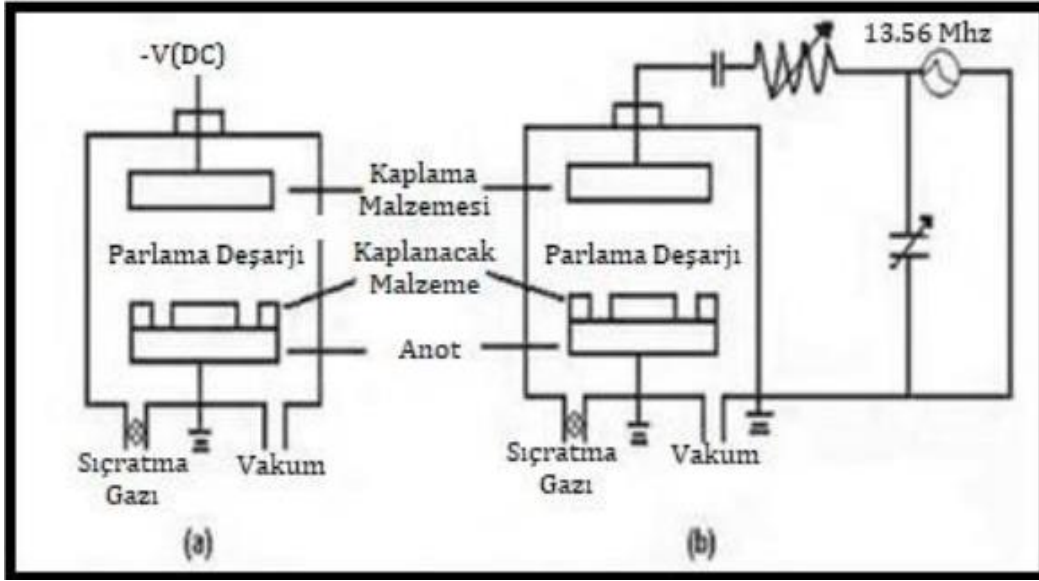 -V(DC)
13.56 Mhz
Kaplama
Malzemesi
Parlama Deşarjı
Kaplanacak
Malzeme
Parlama Deşarjı
Anot
Sıçratma
Gazı
Vakum
Sıçratma
Gazı
Vakum
(a)
(b)